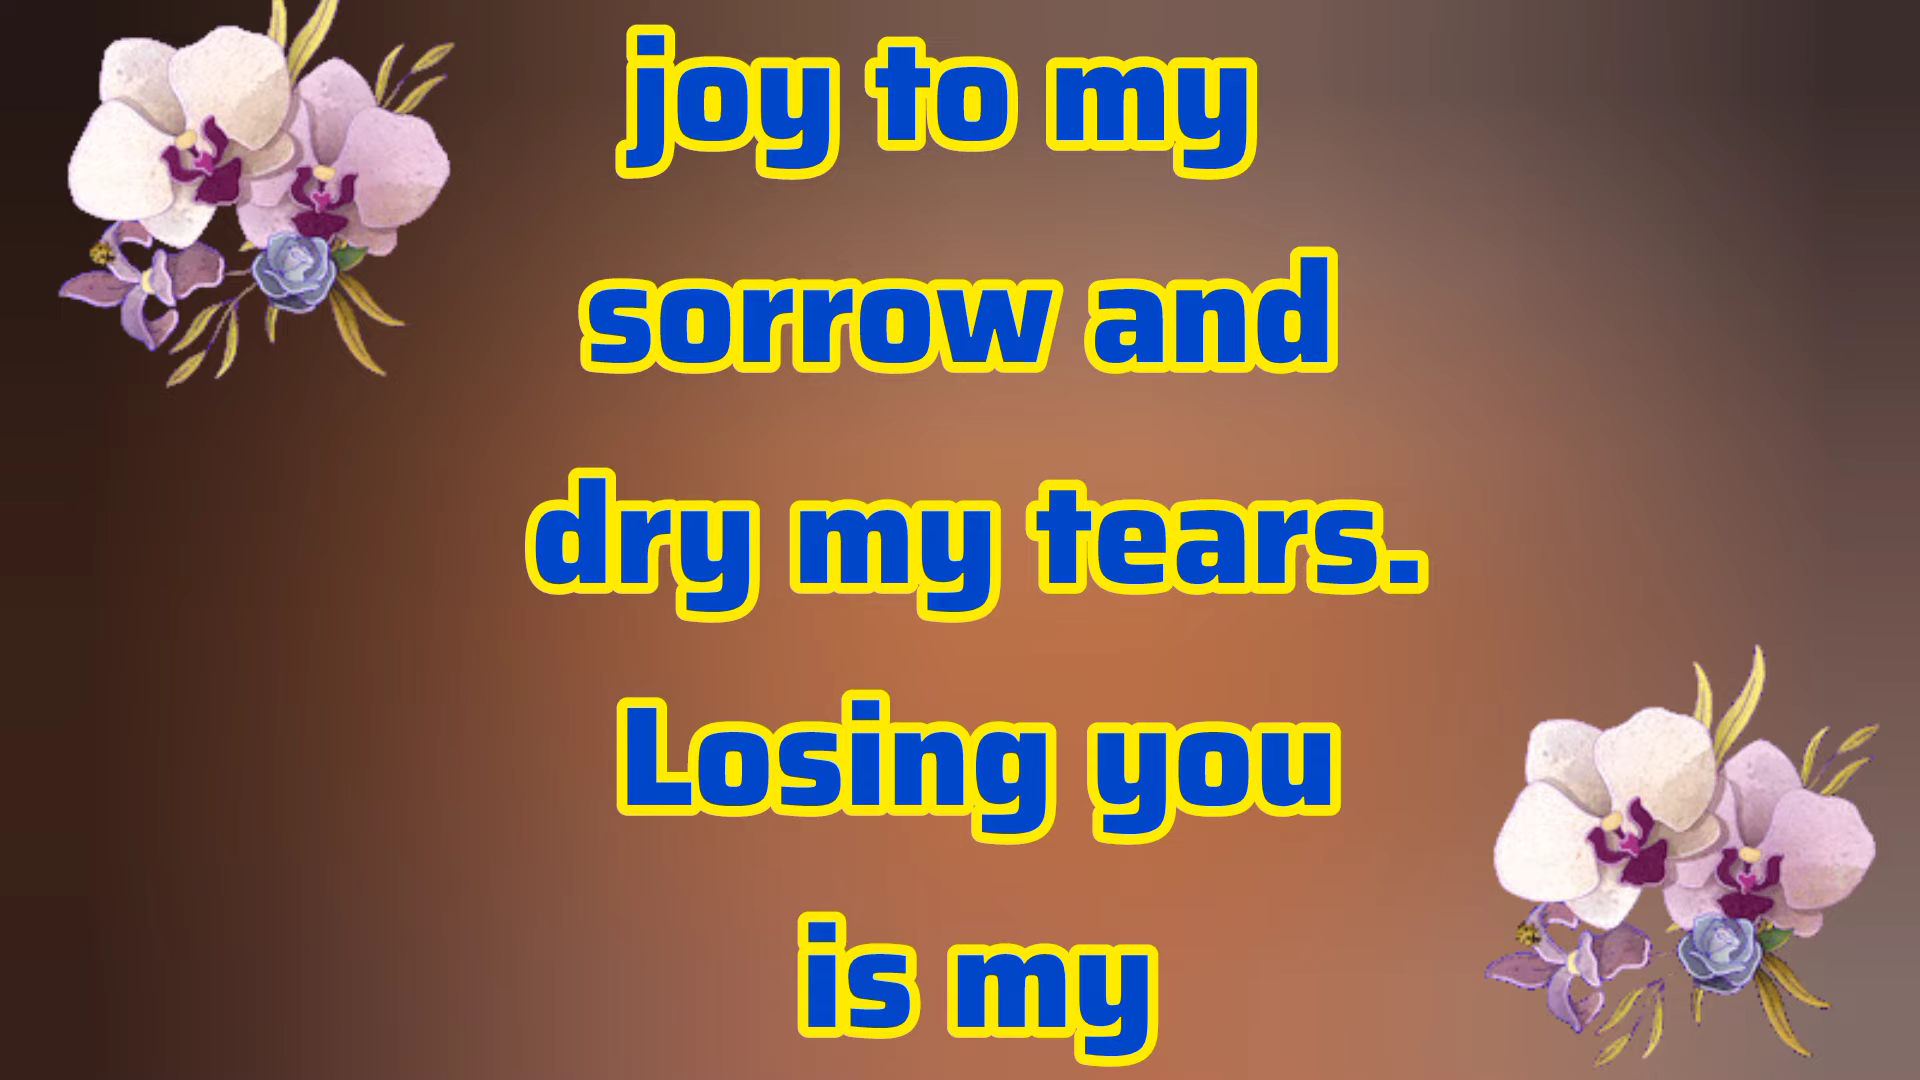 joy to my
sorrow and
dry my tears.
Losing you
is my